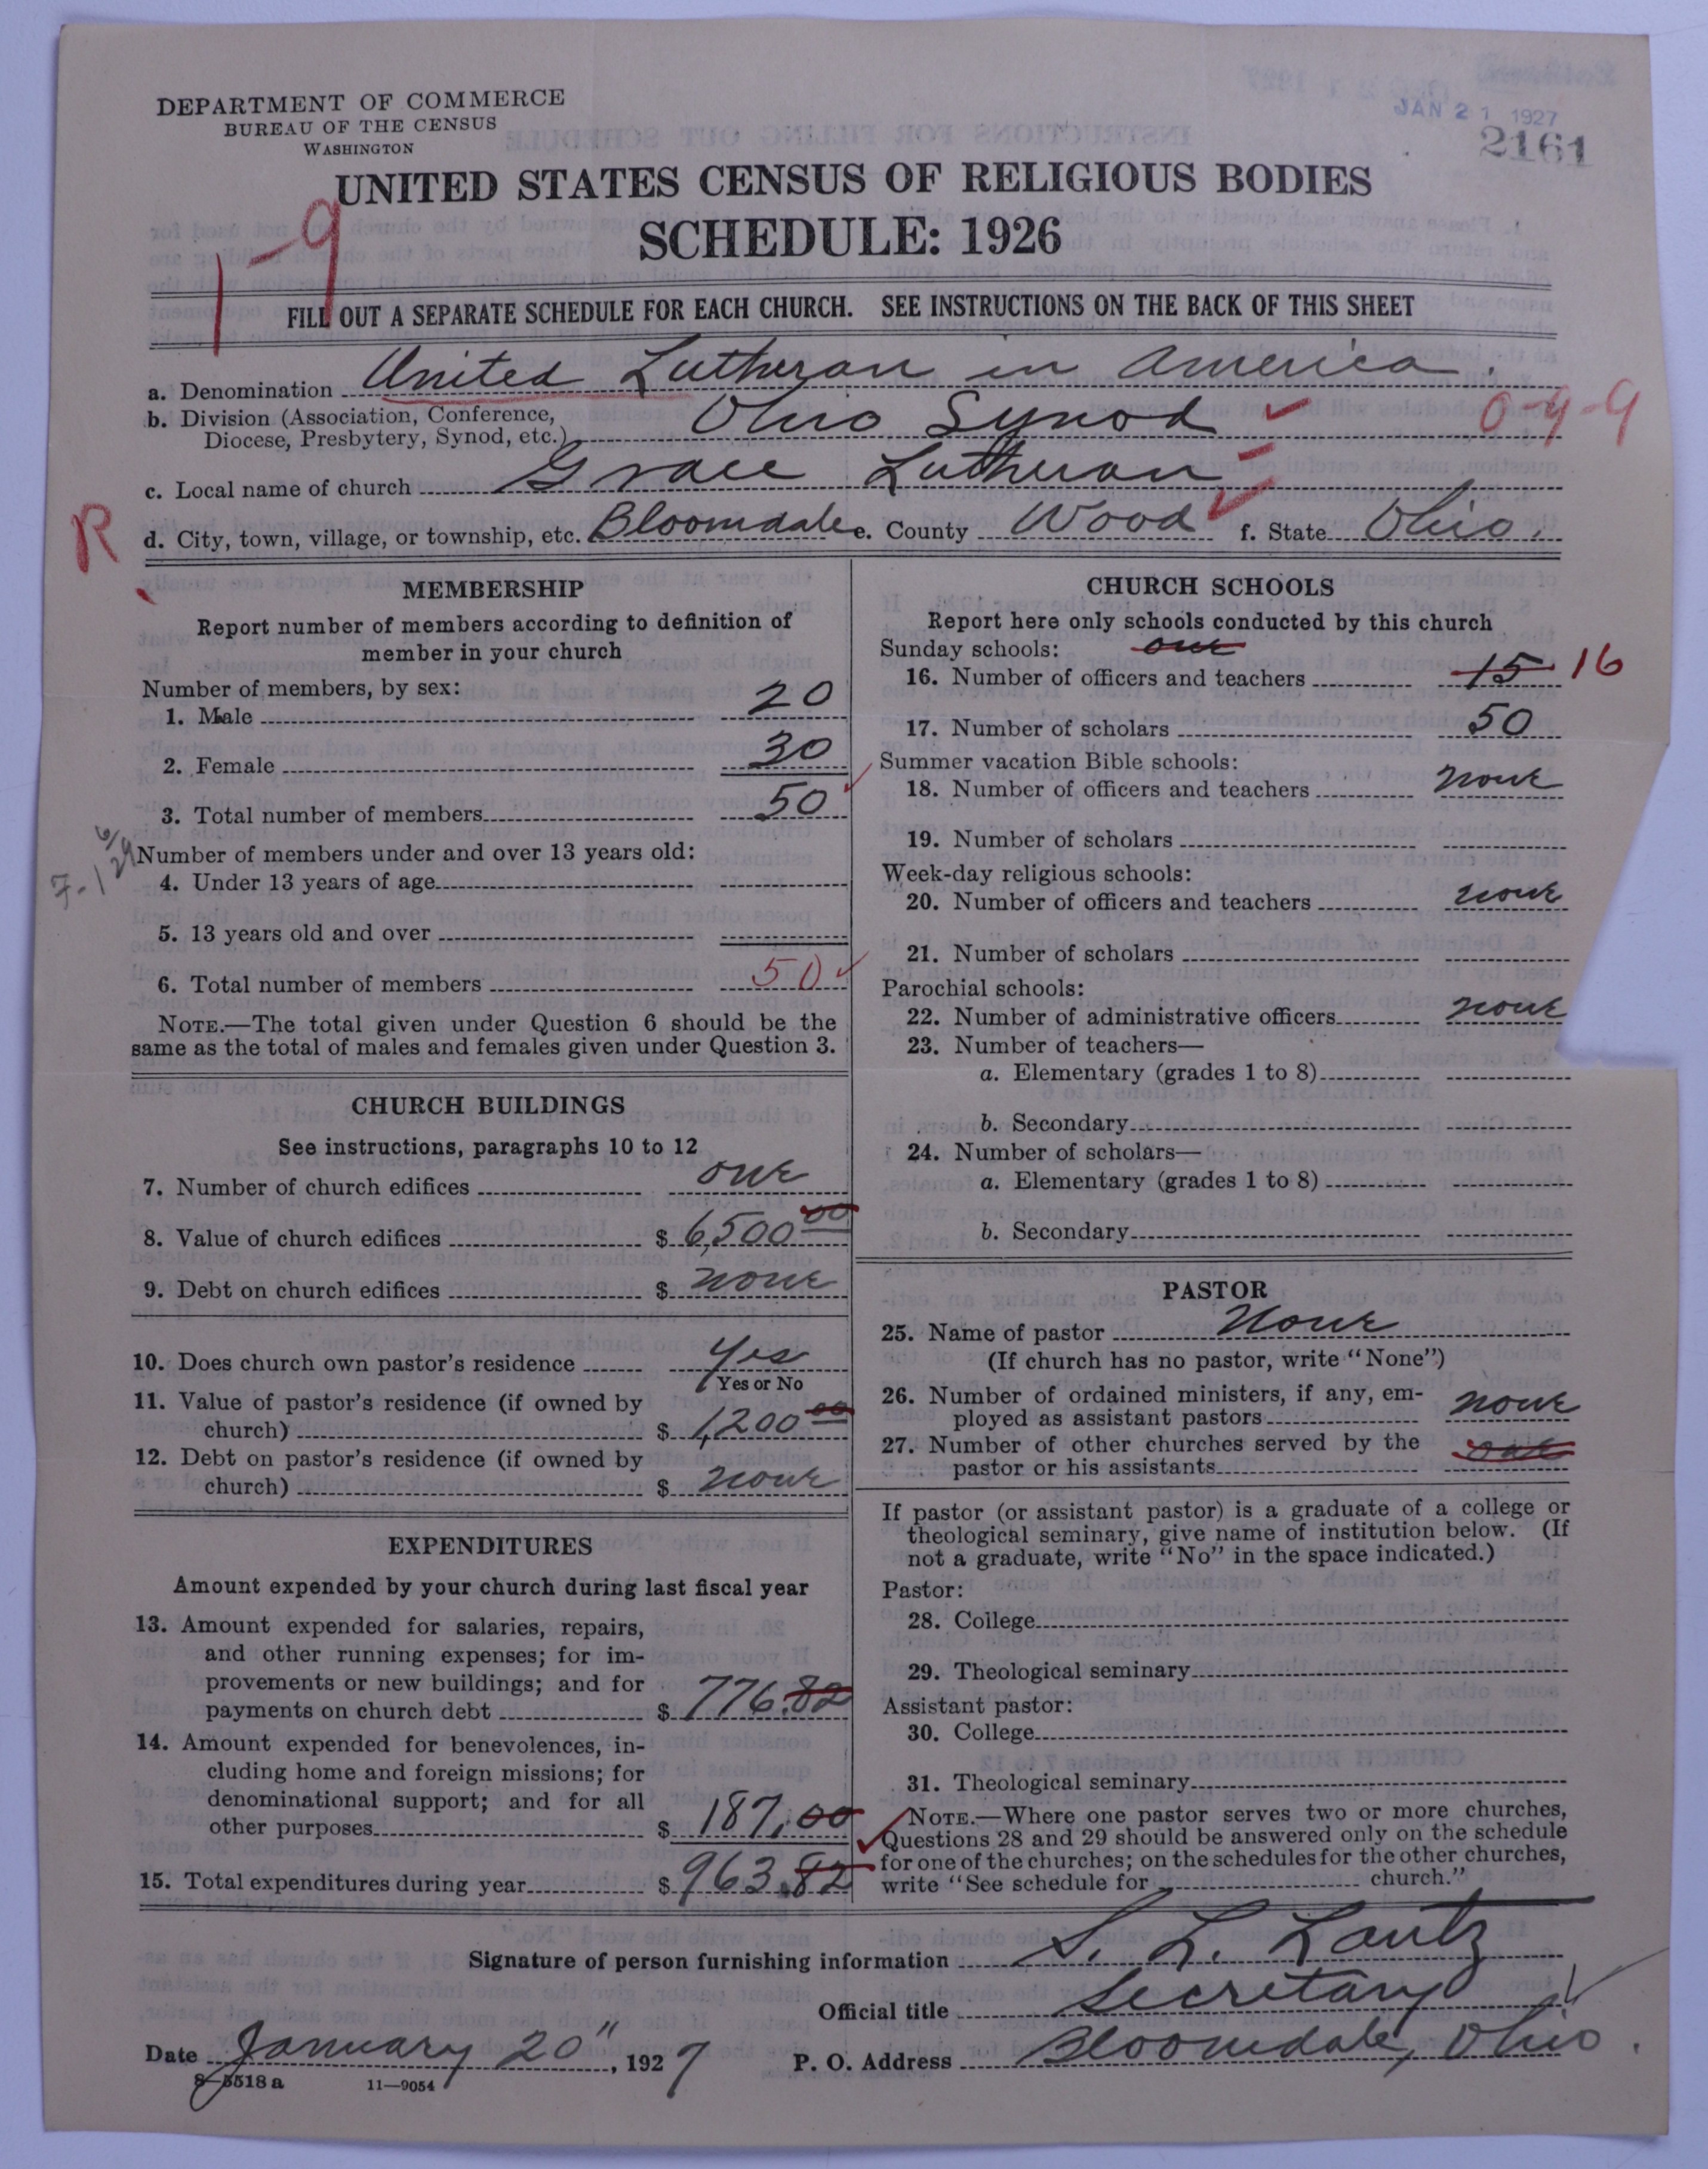 DEPARTMENT OF COMMERCE
BUREAU OF THE CENSUS
WASHINGTON
JAN 21 1927
2161
UNITED STATES CENSUS OF RELIGIOUS BODIES
SCHEDULE: 1926
1-9
FILL OUT A SEPARATE SCHEDULE FOR EACH CHURCH. SEE INSTRUCTIONS ON THE BACK OF THIS SHEET
a. Denomination United Lutheran in America.
b. Division (Association, Conference,
Diocese, Presbytery, Synod, etc.) Ohio Synod 0-4-9
c. Local name of church Grace Lutheran
R
d. City, town, village, or township, etc. Bloomdale e. County Wood f. State Ohio.
MEMBERSHIP
Report number of members according to definition of
member in your church
Number of members, by sex:
1. Male 20
2. Female 30
3. Total number of members 50
Number of members under and over 13 years old:
4. Under 13 years of age
5. 13 years old and over
6. Total number of members 50
NOTE.—The total given under Question 6 should be the
same as the total of males and females given under Question 3.
CHURCH BUILDINGS
See instructions, paragraphs 10 to 12
7. Number of church edifices one
8. Value of church edifices $ 6,500 00
9. Debt on church edifices $ none
10. Does church own pastor's residence Yes
Yes or No
11. Value of pastor's residence (if owned by
church) $ 1,200 00
12. Debt on pastor's residence (if owned by
church) $ none
EXPENDITURES
Amount expended by your church during last fiscal year
13. Amount expended for salaries, repairs,
and other running expenses; for im-
provements or new buildings; and for
payments on church debt $ 776.82
14. Amount expended for benevolences, in-
cluding home and foreign missions; for
denominational support; and for all
other purposes $ 187.00
15. Total expenditures during year $ 963.82
CHURCH SCHOOLS
Report here only schools conducted by this church
Sunday schools: one
16. Number of officers and teachers 15 16
17. Number of scholars 50
Summer vacation Bible schools:
18. Number of officers and teachers none
19. Number of scholars
Week-day religious schools:
20. Number of officers and teachers none
21. Number of scholars
Parochial schools:
22. Number of administrative officers none
23. Number of teachers—
a. Elementary (grades 1 to 8)
b. Secondary
24. Number of scholars—
a. Elementary (grades 1 to 8)
b. Secondary
PASTOR
25. Name of pastor None
(If church has no pastor, write "None")
26. Number of ordained ministers, if any, em-
ployed as assistant pastors none
27. Number of other churches served by the
pastor or his assistants
If pastor (or assistant pastor) is a graduate of a college or
theological seminary, give name of institution below. (If
not a graduate, write "No" in the space indicated.)
Pastor:
28. College
29. Theological seminary
Assistant pastor:
30. College
31. Theological seminary
NOTE.—Where one pastor serves two or more churches,
Questions 28 and 29 should be answered only on the schedule
for one of the churches; on the schedules for the other churches,
write "See schedule for church."
Signature of person furnishing information S. L. Lantz
Official title Secretary
Date January 20", 1927 P. O. Address Bloomdale, Ohio.
8-5518a 11—9054